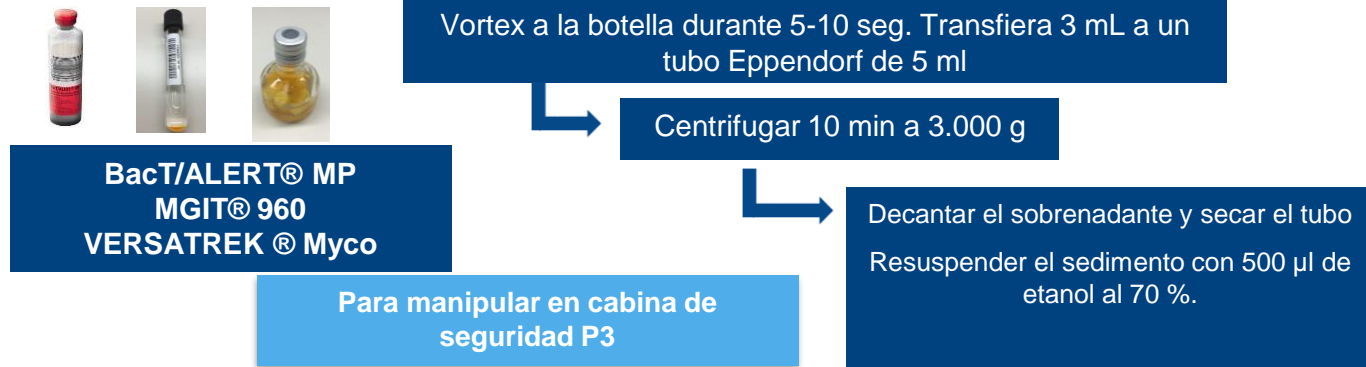 Vortex a la botella durante 5-10 seg. Transfiera 3 mL a un
tubo Eppendorf de 5 ml
Centrifugar 10 min a 3.000 g
BacT/ALERT® MP
MGIT® 960
VERSATREK ® Myco
Decantar el sobrenadante y secar el tubo
Resuspender el sedimento con 500 µl de
etanol al 70 %.
Para manipular en cabina de
seguridad P3